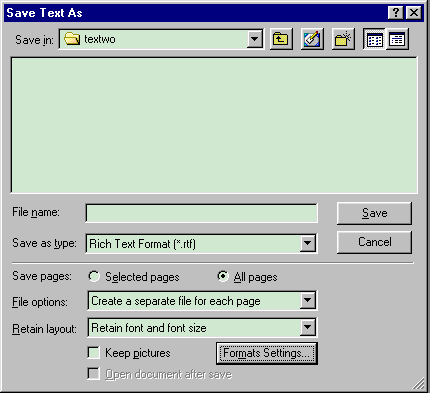 Save Text As
Save in: textwo
File name: Save
Save as type: Rich Text Format (*.rtf) Cancel
Save pages: Selected pages All pages
File options: Create a separate file for each page
Retain layout: Retain font and font size
Keep pictures Formats Settings...
Open document after save